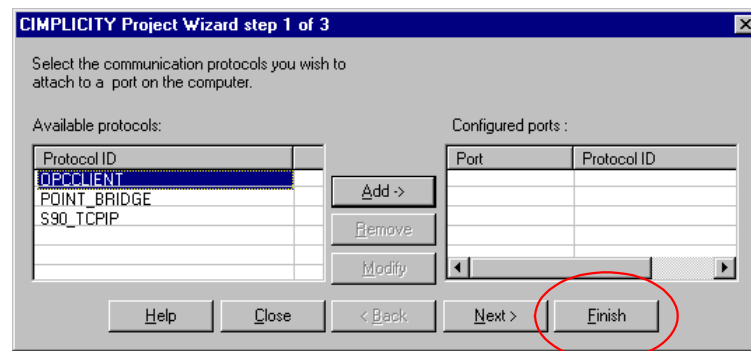 CIMPLICITY Project Wizard step 1 of 3
Select the communication protocols you wish to
attach to a port on the computer.
Available protocols:
Configured ports :
Protocol ID
Port Protocol ID
OPCCLIENT
POINT_BRIDGE
S90_TCPIP
Add ->
Remove
Modify
Help Close < Back Next > Finish